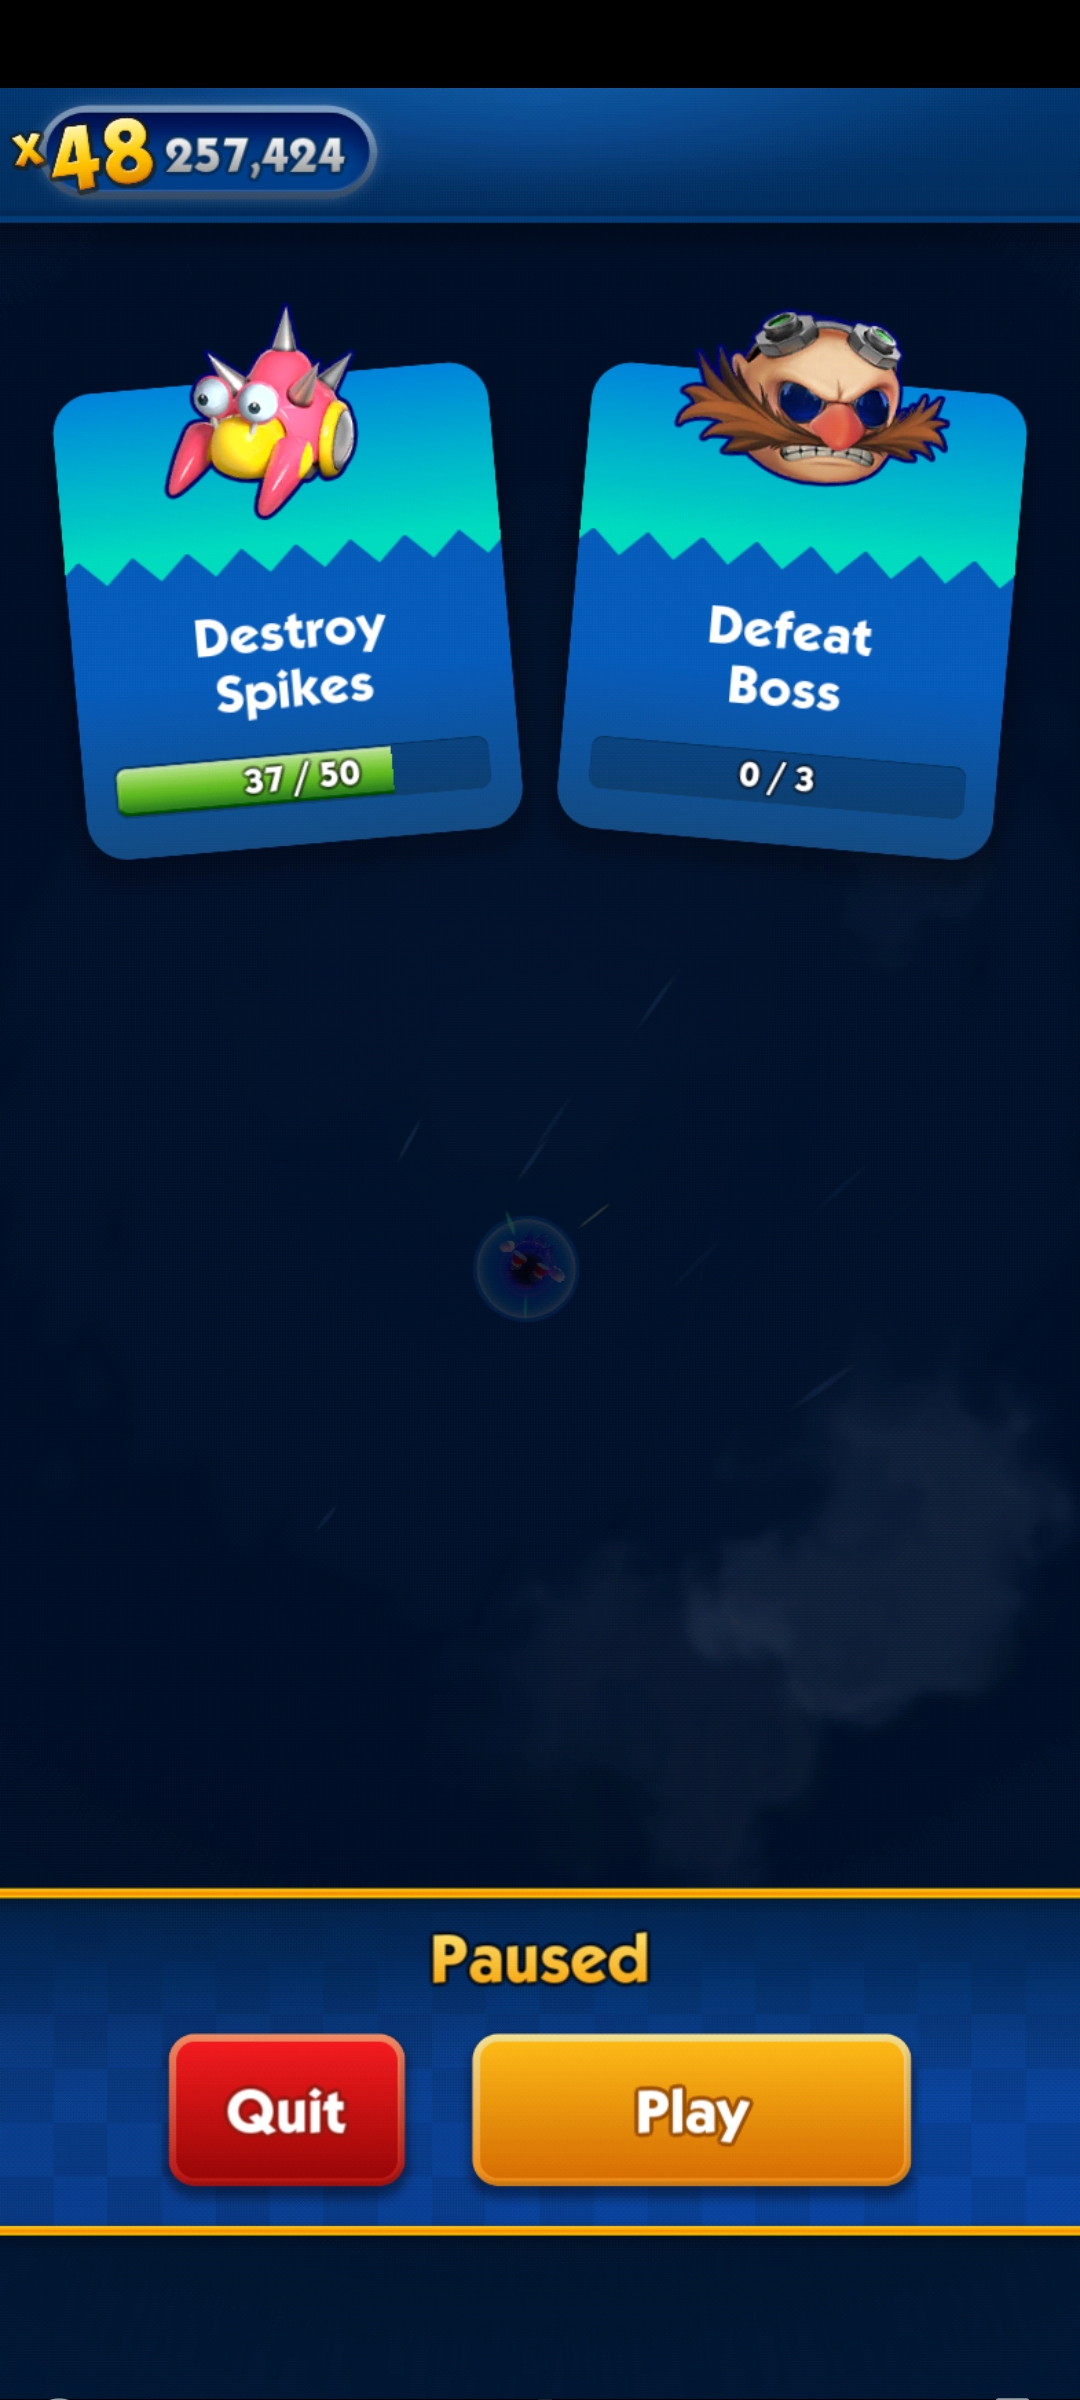 x48 257,424
Destroy
Spikes
37 / 50
Defeat
Boss
0 / 3
Paused
Quit
Play